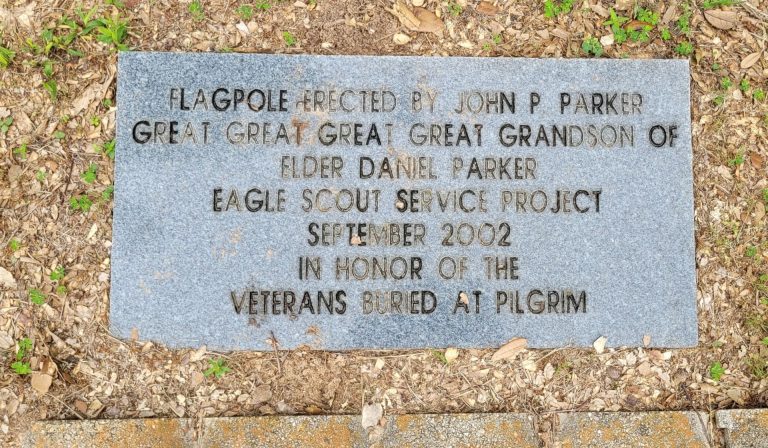 FLAGPOLE ERECTED BY JOHN P PARKER
GREAT GREAT GREAT GREAT GRANDSON OF
ELDER DANIEL PARKER
EAGLE SCOUT SERVICE PROJECT
SEPTEMBER 2002
IN HONOR OF THE
VETERANS BURIED AT PILGRIM